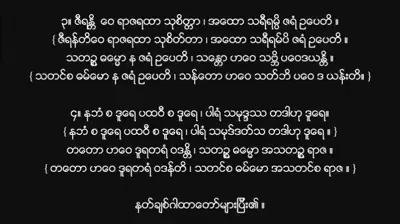 ၃။ ဇီရန္တိ ဝေ ရာဇရထာ သုစိတ္တာ ၊ အထော သရီရမ္ပိ ဇရံ ဥပေတိ ။
{ ဇီရန်တိဝေ ရာဇရထာ သုစိတ်တာ ၊ အထော သရီရမ်ပိ ဇရံ ဥပေတိ ။
သတဉ္စ ဓမ္မော န ဇရံ ဥပေတိ ၊ သန္တော ဟဝေ သဗ္ဘိ ပဝေဒယန္တိ ။
{ သတင်စ ဓမ်မော န ဇရံ ဥပေတိ ၊ သန်တော ဟဝေ သတ်ဘိ ပဝေ ဒ ယန်းတိ။ }
၄။ နဘံ စ ဒူရေ ပထဝီ စ ဒူရေ ၊ ပါရံ သမုဒ္ဒဿ တဒါဟု ဒူရေ။
{ နဘံ စ ဒူရေ ပထဝီ စ ဒူရေ ၊ ပါရံ သမုဒ်ဒတ်သ တဒါဟု ဒူရေ ။ }
တတော ဟဝေ ဒူရတရံ ဝဒန္တိ ၊ သတဉ္စ ဓမ္မော အသတဉ္စ ရာဇ ။
{ တတော ဟဝေ ဒူရတရံ ဝဒန်တိ ၊ သတင်စ ဓမ်မော အသတင်စ ရာဇ ။ }
နတ်ချစ်ဂါထာတော်များပြီး၏ ။